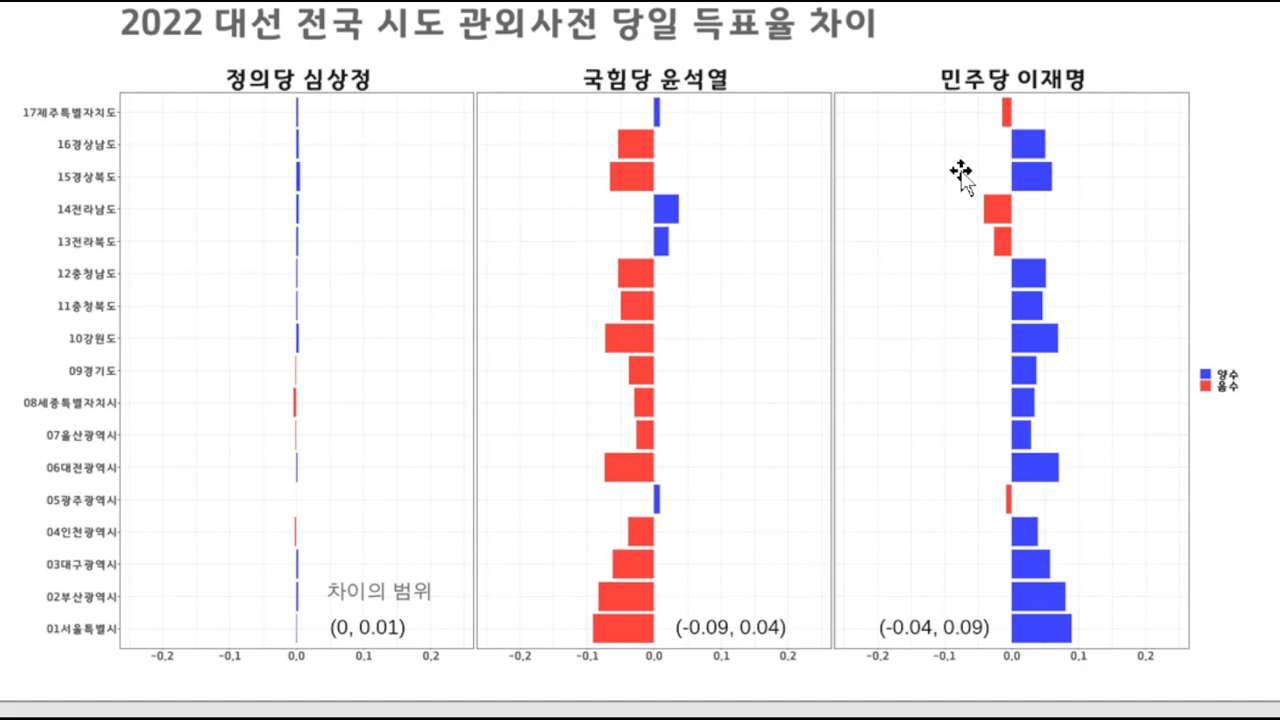 2022 대선 전국 시도 관외사전 당일 득표율 차이
정의당 심상정 국힘당 윤석열 민주당 이재명
17제주특별자치도
16경상남도
15경상북도
14전라남도
13전라북도
12충청남도
11충청북도
10강원도
09경기도
08세종특별자치시
07울산광역시
06대전광역시
05광주광역시
04인천광역시
03대구광역시
02부산광역시
01서울특별시
차이의 범위
(0, 0.01) (-0.09, 0.04) (-0.04, 0.09)
-0.2 -0.1 0.0 0.1 0.2 -0.2 -0.1 0.0 0.1 0.2 -0.2 -0.1 0.0 0.1 0.2
양수
음수